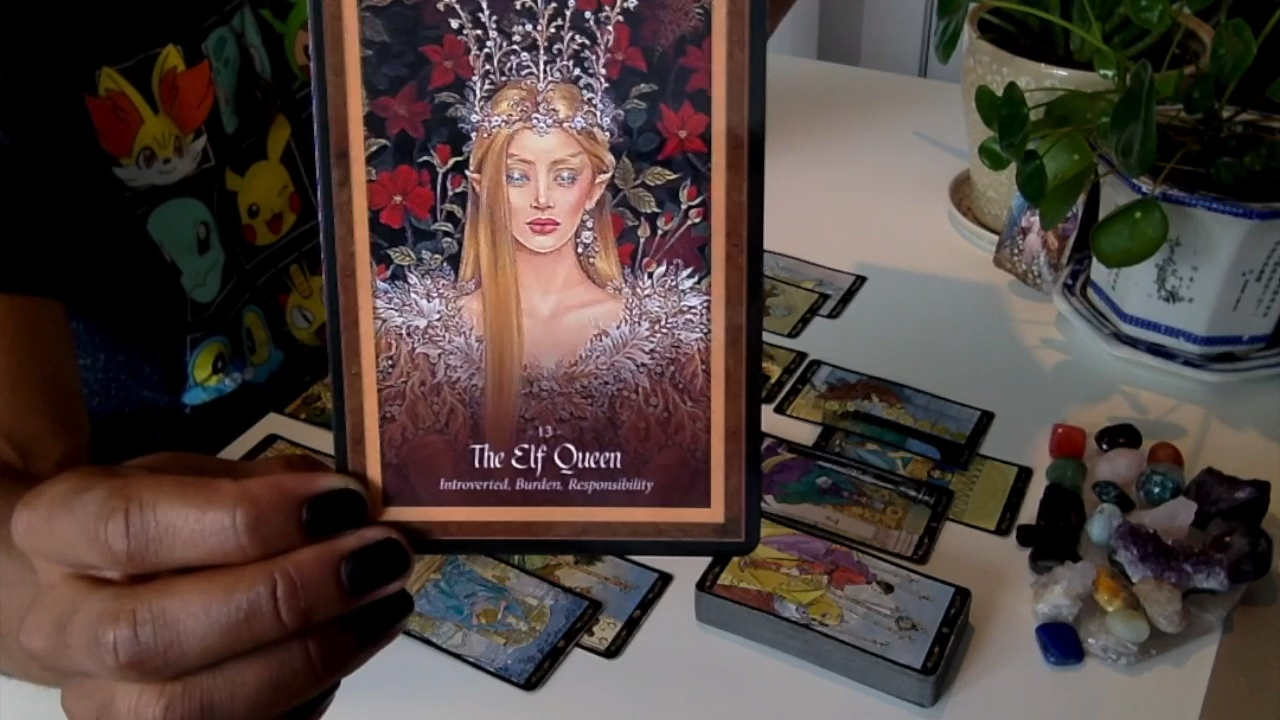 13
The Elf Queen
Introverted, Burden, Responsibility